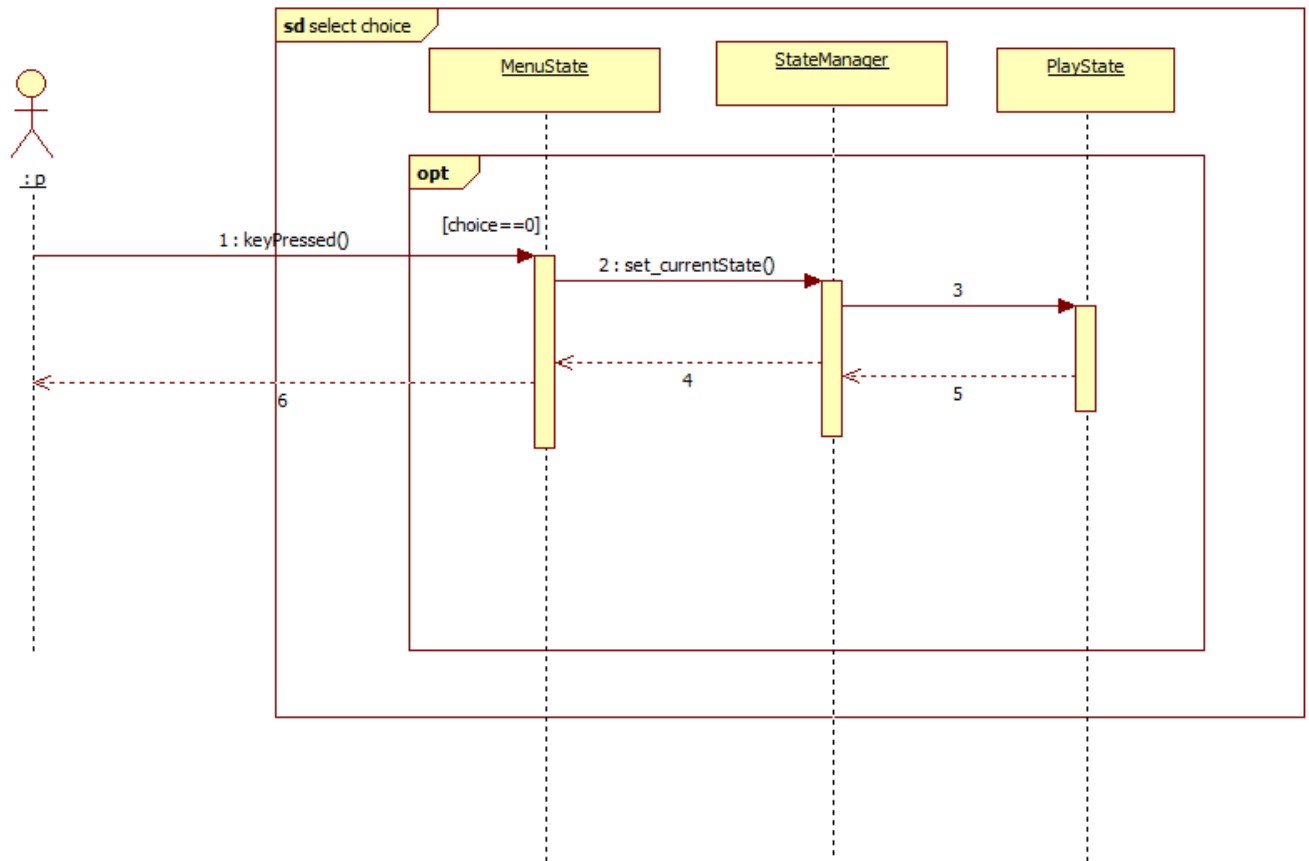 sd select choice
MenuState
StateManager
PlayState
: p
opt
[choice==0]
1 : keyPressed()
2 : set_currentState()
3
4
5
6